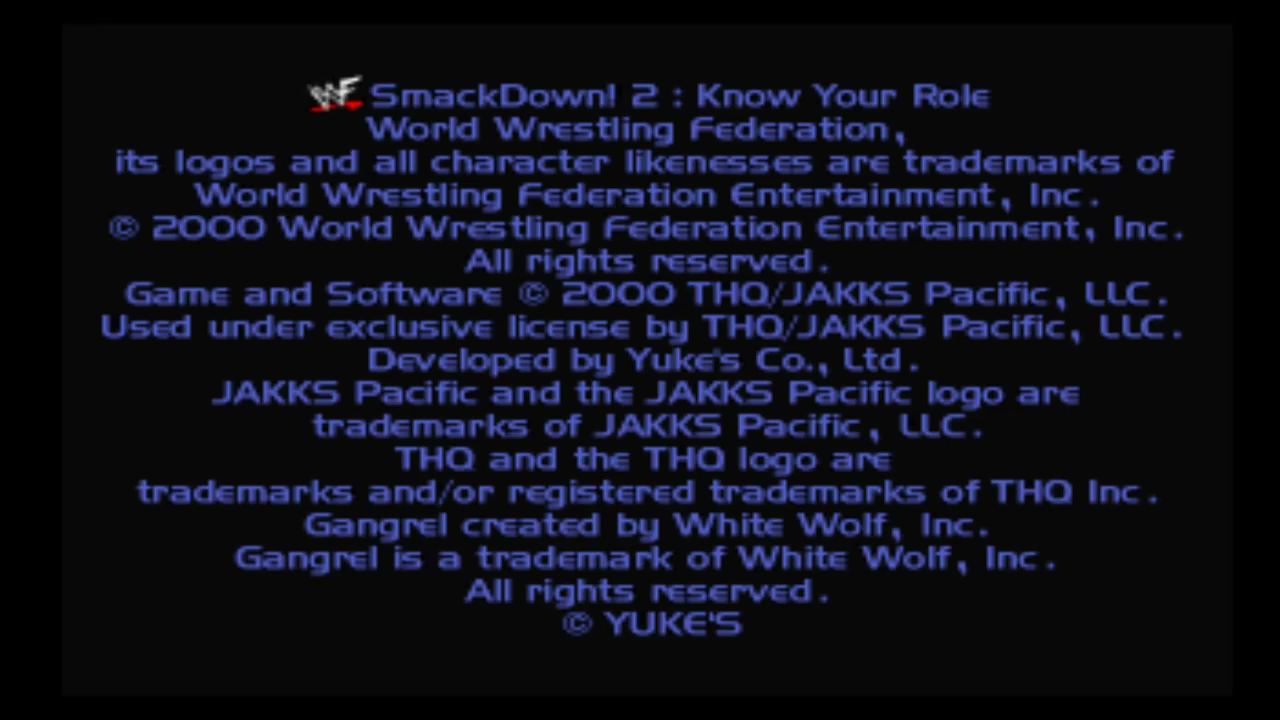 WF SmackDown! 2 : Know Your Role
World Wrestling Federation,
its logos and all character likenesses are trademarks of
World Wrestling Federation Entertainment, Inc.
© 2000 World Wrestling Federation Entertainment, Inc.
All rights reserved.
Game and Software © 2000 THQ/JAKKS Pacific, LLC.
Used under exclusive license by THQ/JAKKS Pacific, LLC.
Developed by Yuke's Co., Ltd.
JAKKS Pacific and the JAKKS Pacific logo are
trademarks of JAKKS Pacific, LLC.
THQ and the THQ logo are
trademarks and/or registered trademarks of THQ Inc.
Gangrel created by White Wolf, Inc.
Gangrel is a trademark of White Wolf, Inc.
All rights reserved.
© YUKE'S